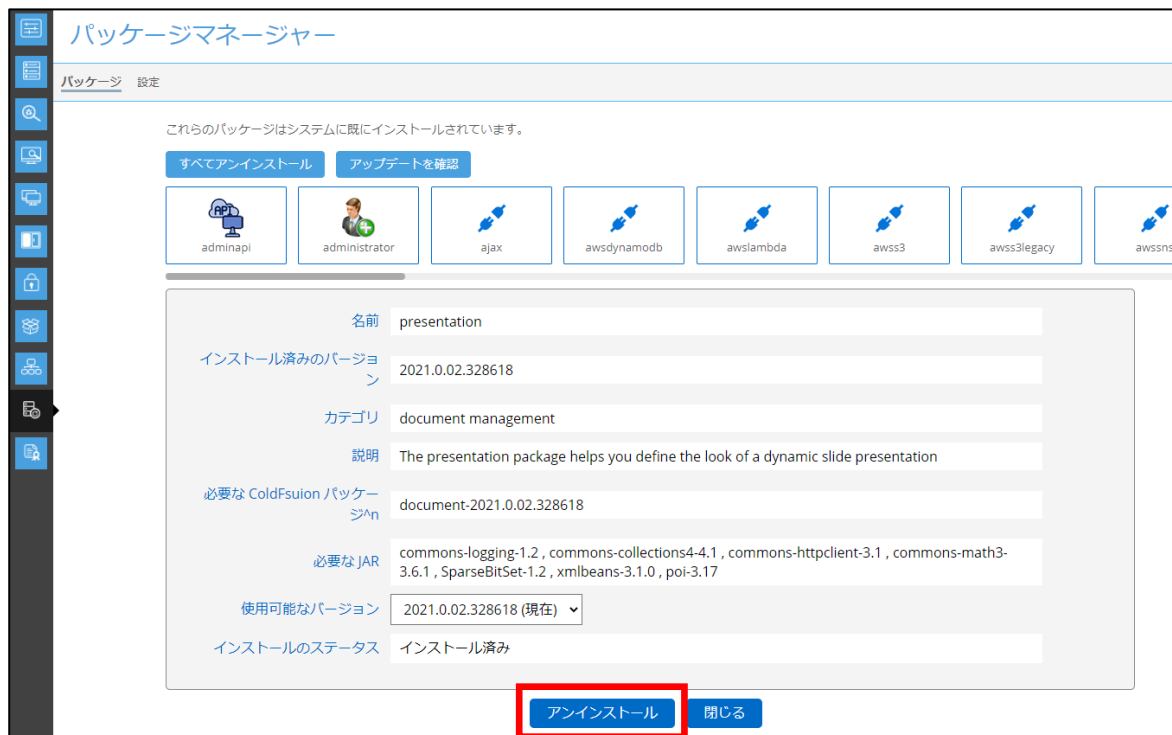 パッケージマネージャー
パッケージ 設定
これらのパッケージはシステムに既にインストールされています。
すべてアンインストール アップデートを確認
API
adminapi administrator ajax awsdynamodb awslambda awss3 awss3legacy awssns
名前 presentation
インストール済みのバージョ
ン 2021.0.02.328618
カテゴリ document management
説明 The presentation package helps you define the look of a dynamic slide presentation
必要な ColdFsuion パッケー
ジ^n document-2021.0.02.328618
必要な JAR commons-logging-1.2 , commons-collections4-4.1 , commons-httpclient-3.1 , commons-math3-
3.6.1 , SparseBitSet-1.2 , xmlbeans-3.1.0 , poi-3.17
使用可能なバージョン 2021.0.02.328618 (現在)
インストールのステータス インストール済み
アンインストール 閉じる